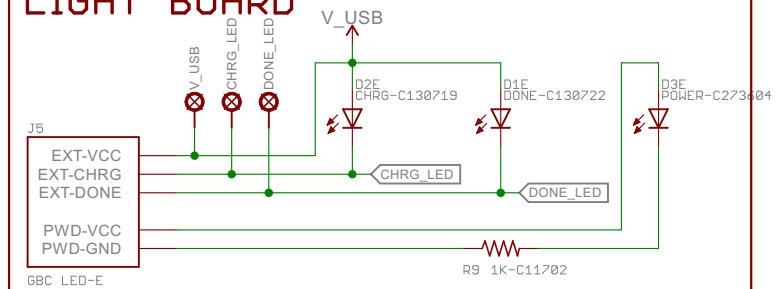 LIGHT BOARD
V_USB
V_USB
CHRG_LED
DONE_LED
D2E
CHRG-C130719
D1E
DONE-C130722
D3E
POWER-C273604
J5
EXT-VCC
EXT-CHRG
EXT-DONE
PWD-VCC
PWD-GND
CHRG_LED
DONE_LED
R9 1K-C11702
GBC LED-E